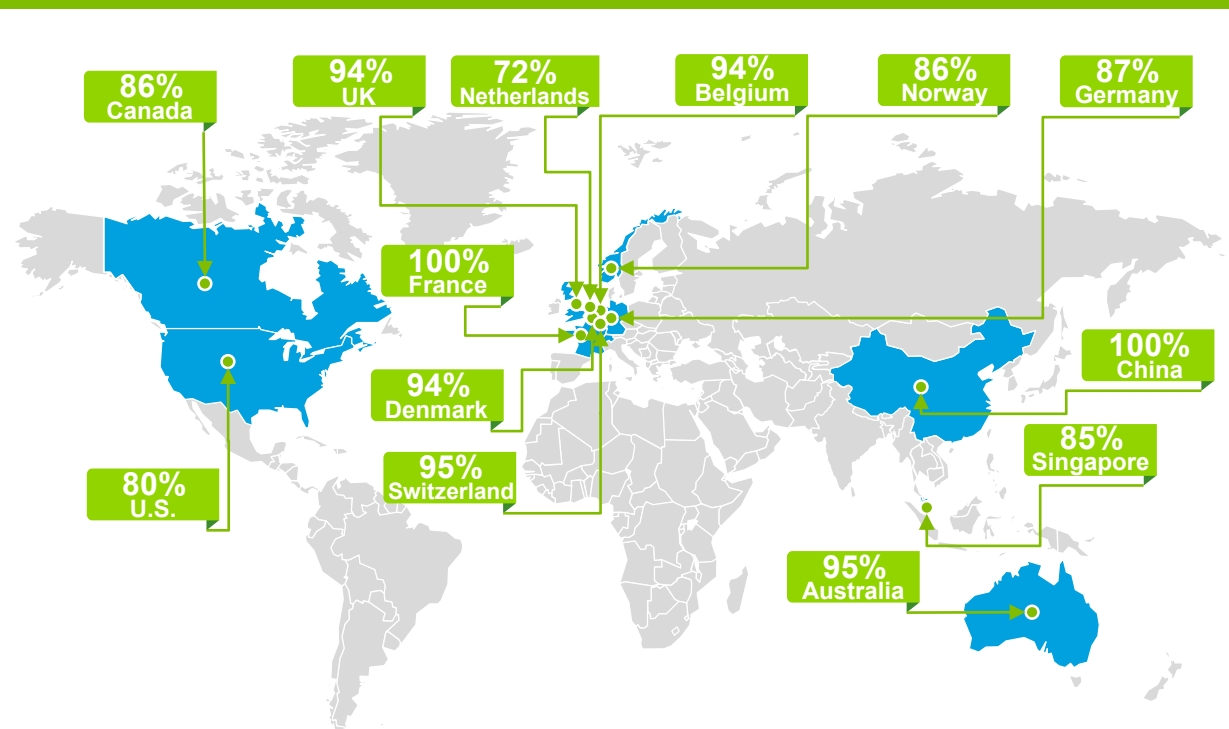 86%
Canada
94%
UK
72%
Netherlands
94%
Belgium
86%
Norway
87%
Germany
100%
France
100%
China
94%
Denmark
85%
Singapore
95%
Switzerland
80%
U.S.
95%
Australia